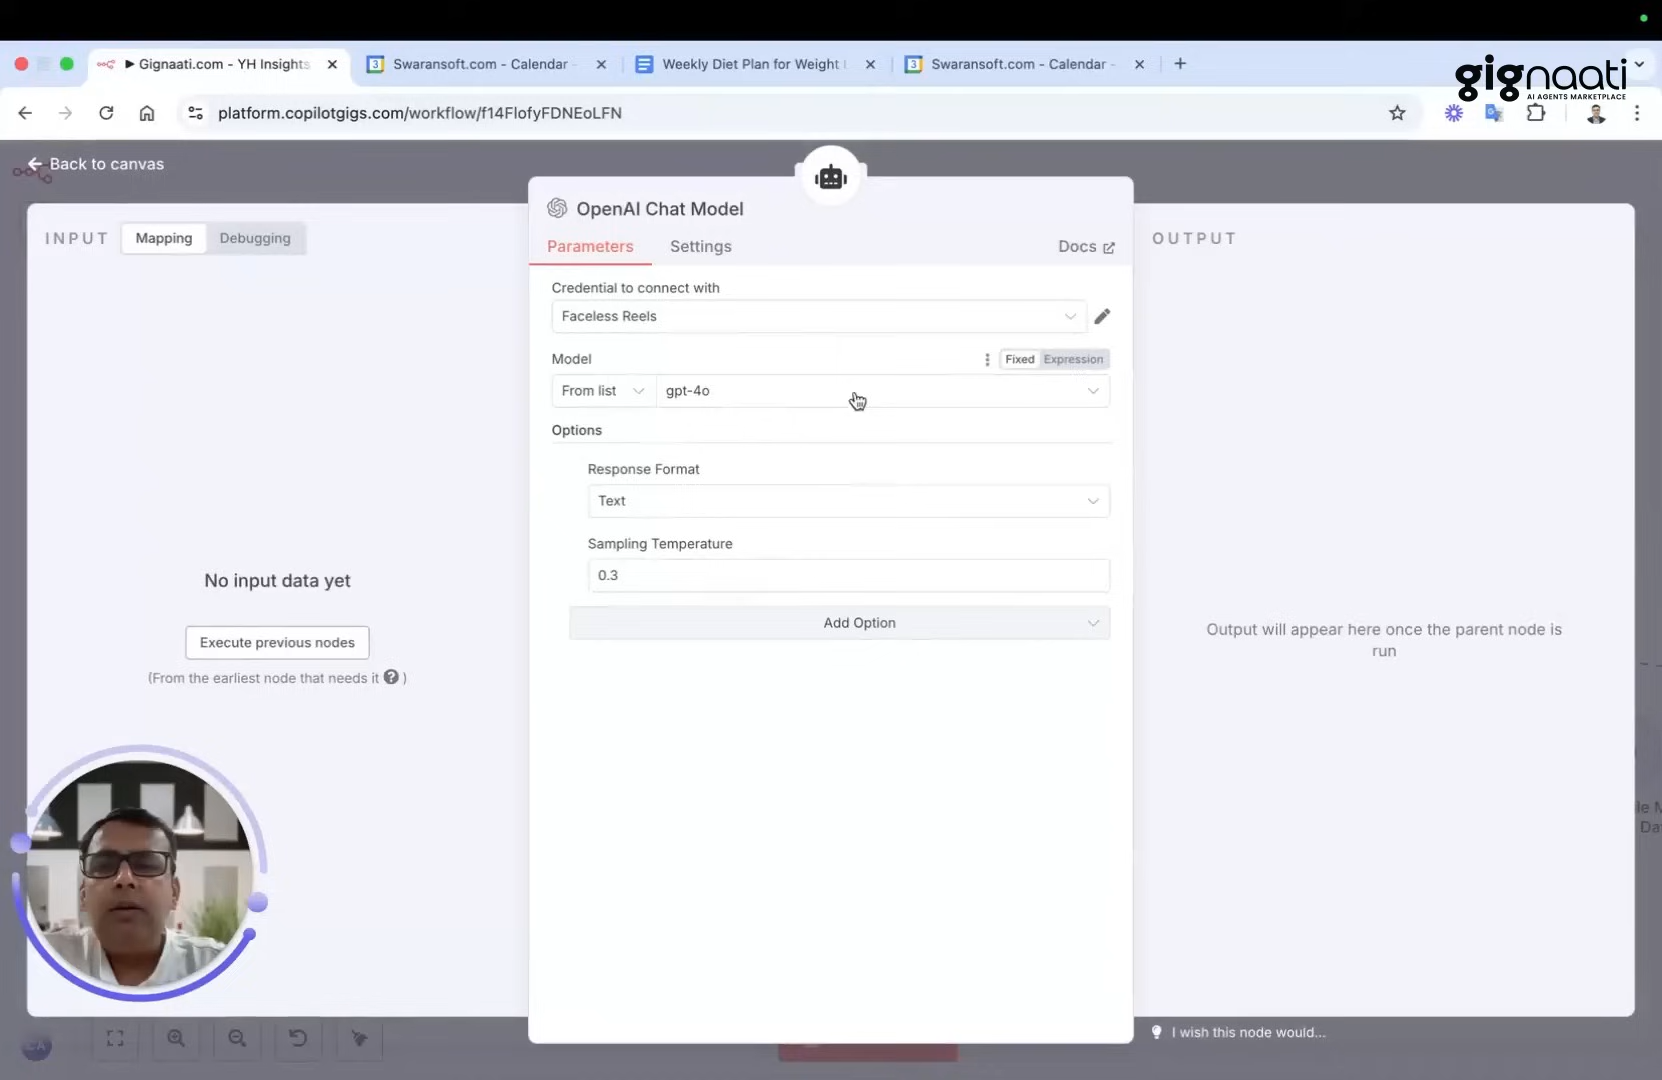 Gignaati.com - YH Insights
Swaransoft.com - Calendar -
Weekly Diet Plan for Weight
Swaransoft.com - Calendar -
gignaati
AI AGENTS MARKETPLACE
platform.copilotgigs.com/workflow/f14FlofyFDNEoLFN
Back to canvas
INPUT
Mapping
Debugging
OpenAI Chat Model
OUTPUT
Parameters
Settings
Docs
Credential to connect with
Faceless Reels
Model
Fixed
Expression
From list
gpt-4o
Options
Response Format
Text
Sampling Temperature
0.3
Add Option
No input data yet
Execute previous nodes
(From the earliest node that needs it ? )
Output will appear here once the parent node is
run
I wish this node would...